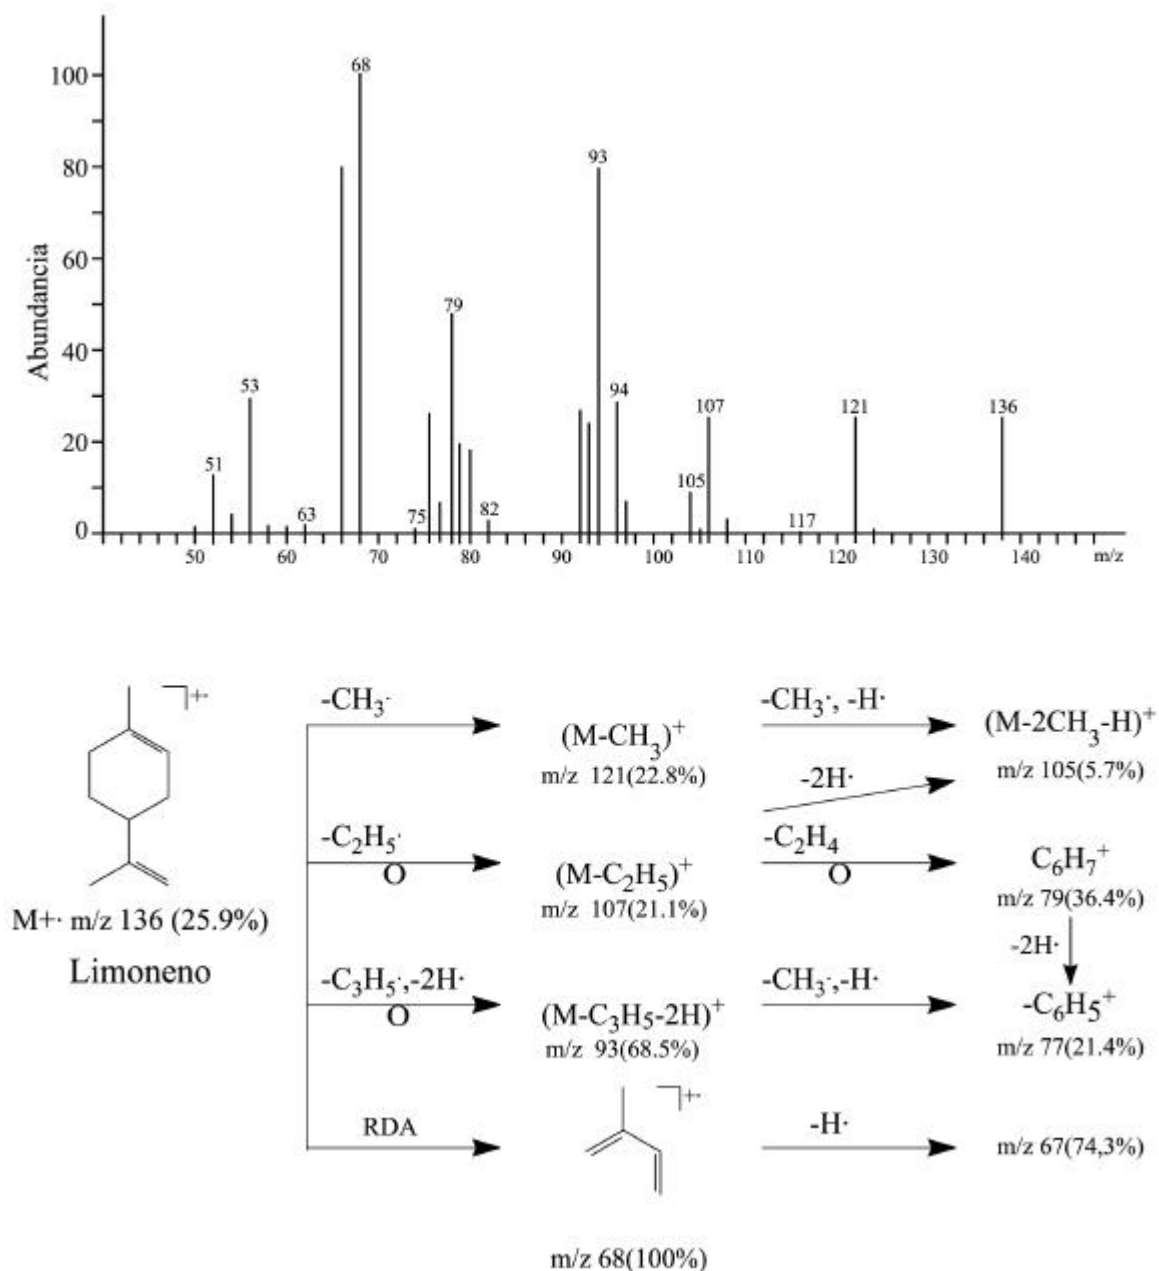 Abundancia
100
80
60
40
20
0
68
93
79
53
94
107
121
136
51
105
63
75
82
117
50 60 70 80 90 100 110 120 130 140 m/z
-CH3· -CH3·, -H·
(M-CH3)+ (M-2CH3-H)+
m/z 121(22.8%) m/z 105(5.7%)
-2H·
-C2H5· -C2H4
O O
(M-C2H5)+ C6H7+
m/z 107(21.1%) m/z 79(36.4%)
+·
M+· m/z 136 (25.9%)
Limoneno
-2H·
-C3H5·,-2H· -CH3·,-H·
O
(M-C3H5-2H)+ -C6H5+
m/z 93(68.5%) m/z 77(21.4%)
+·
RDA -H· m/z 67(74,3%)
m/z 68(100%)